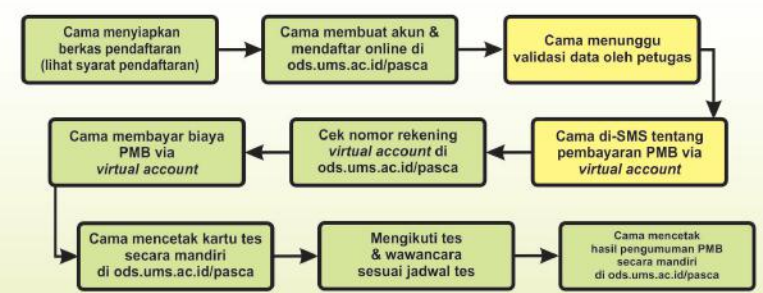 Cama menyiapkan
berkas pendaftaran
(lihat syarat pendaftaran)
Cama membuat akun &
mendaftar online di
ods.ums.ac.id/pasca
Cama menunggu
validasi data oleh petugas
Cama di-SMS tentang
pembayaran PMB via
virtual account
Cek nomor rekening
virtual account di
ods.ums.ac.id/pasca
Cama membayar biaya
PMB via
virtual account
Cama mencetak kartu tes
secara mandiri
di ods.ums.ac.id/pasca
Mengikuti tes
& wawancara
sesuai jadwal tes
Cama mencetak
hasil pengumuman PMB
secara mandiri
di ods.ums.ac.id/pasca